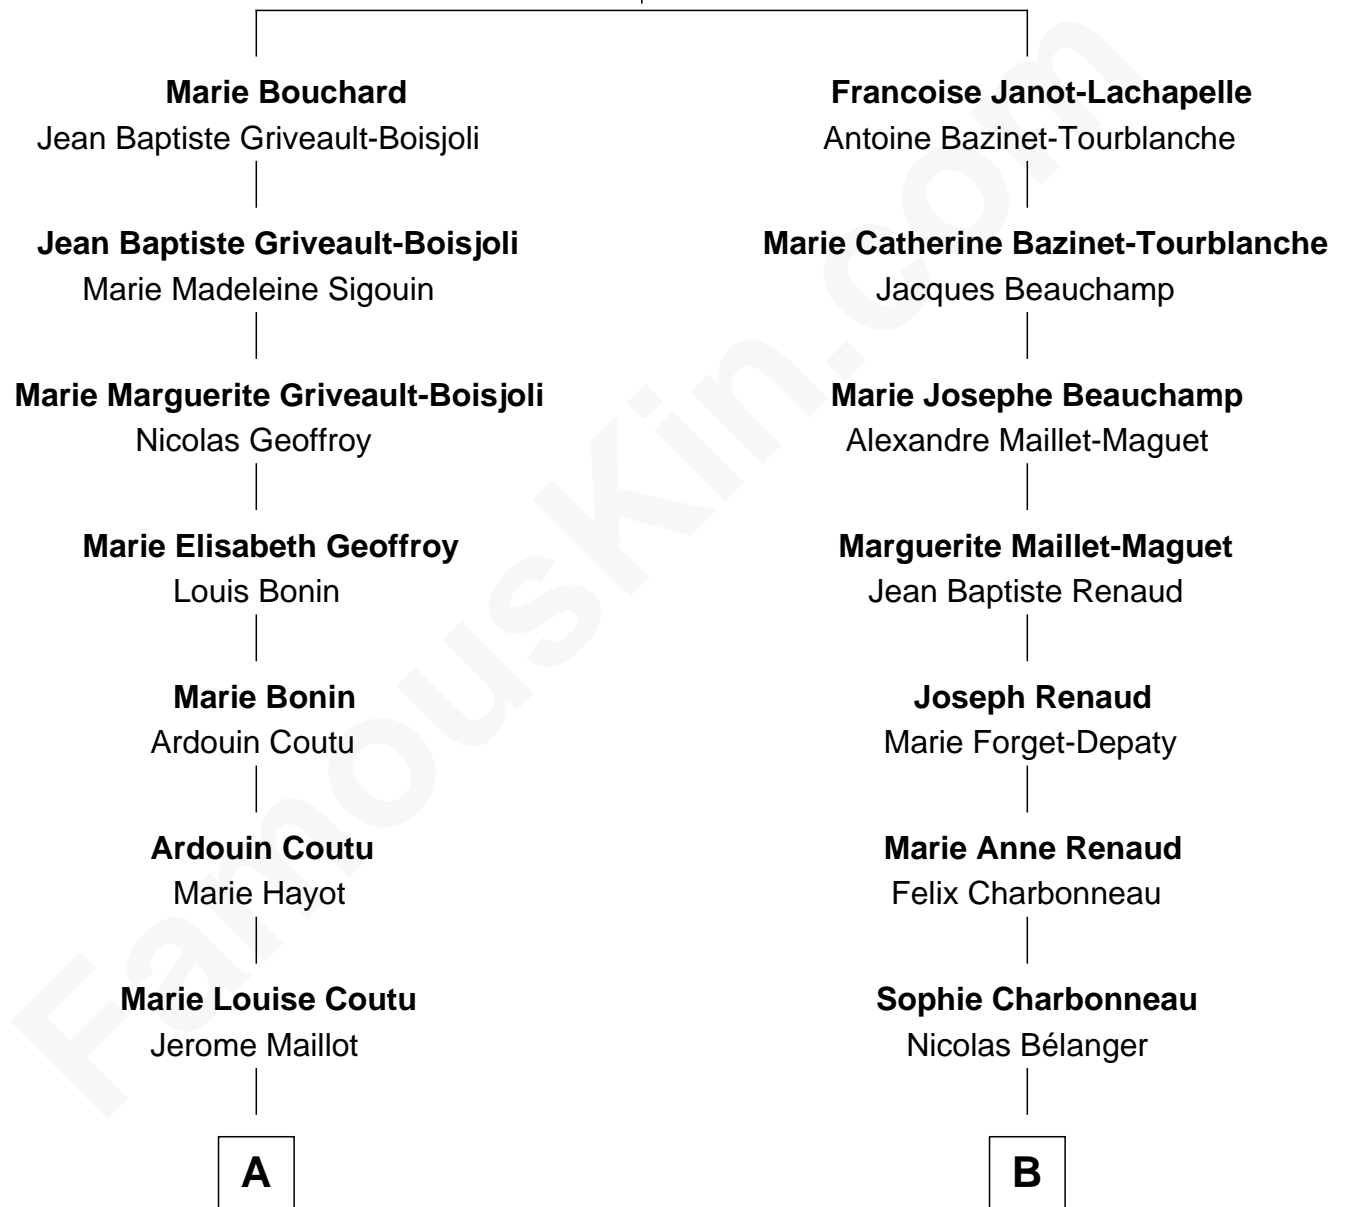 Marie Bouchard
Jean Baptiste Griveault-Boisjoli
Jean Baptiste Griveault-Boisjoli
Marie Madeleine Sigouin
Marie Marguerite Griveault-Boisjoli
Nicolas Geoffroy
Marie Elisabeth Geoffroy
Louis Bonin
Marie Bonin
Ardouin Coutu
Ardouin Coutu
Marie Hayot
Marie Louise Coutu
Jerome Maillot
A
Francoise Janot-Lachapelle
Antoine Bazinet-Tourblanche
Marie Catherine Bazinet-Tourblanche
Jacques Beauchamp
Marie Josephe Beauchamp
Alexandre Maillet-Maguet
Marguerite Maillet-Maguet
Jean Baptiste Renaud
Joseph Renaud
Marie Forget-Depaty
Marie Anne Renaud
Felix Charbonneau
Sophie Charbonneau
Nicolas Bélanger
B
FamousKin.com